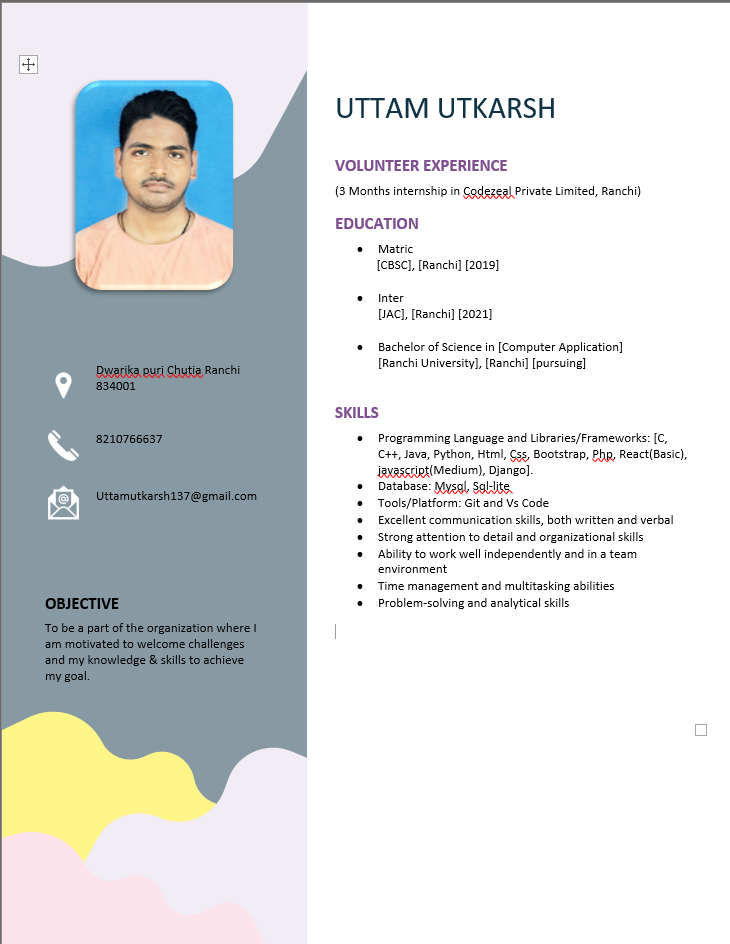 UTTAM UTKARSH
VOLUNTEER EXPERIENCE
(3 Months internship in Codezeal Private Limited, Ranchi)
EDUCATION
• Matric
[CBSC], [Ranchi] [2019]
• Inter
[JAC], [Ranchi] [2021]
• Bachelor of Science in [Computer Application]
[Ranchi University], [Ranchi] [pursuing]
SKILLS
• Programming Language and Libraries/Frameworks: [C,
C++, Java, Python, Html, Css, Bootstrap, Php, React(Basic),
javascript(Medium), Django].
• Database: Mysql, Sql-lite
• Tools/Platform: Git and Vs Code
• Excellent communication skills, both written and verbal
• Strong attention to detail and organizational skills
• Ability to work well independently and in a team
environment
• Time management and multitasking abilities
• Problem-solving and analytical skills
Dwarika puri Chutia Ranchi
834001
8210766637
Uttamutkarsh137@gmail.com
OBJECTIVE
To be a part of the organization where I
am motivated to welcome challenges
and my knowledge & skills to achieve
my goal.